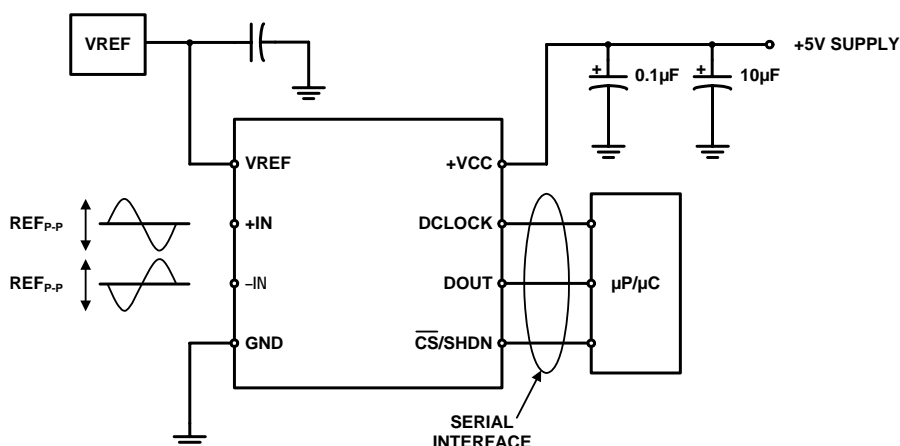 VREF
+5V SUPPLY
+
0.1µF
+
10µF
VREF
+VCC
REFP-P
+IN
DCLOCK
REFP-P
–IN
DOUT
µP/µC
GND
CS/SHDN
SERIAL
INTERFACE